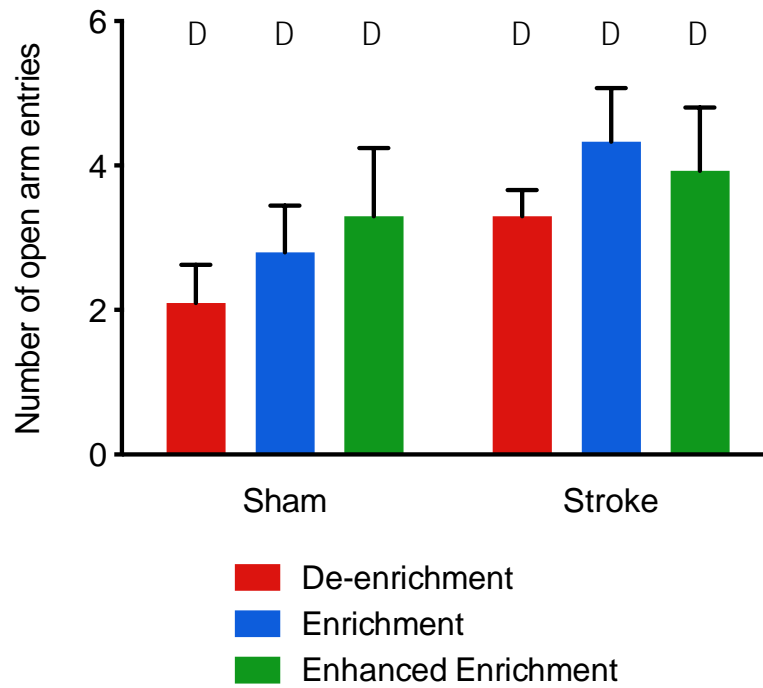 6
D D D D D D
4
2
0
Number of open arm entries
Sham Stroke
De-enrichment
Enrichment
Enhanced Enrichment